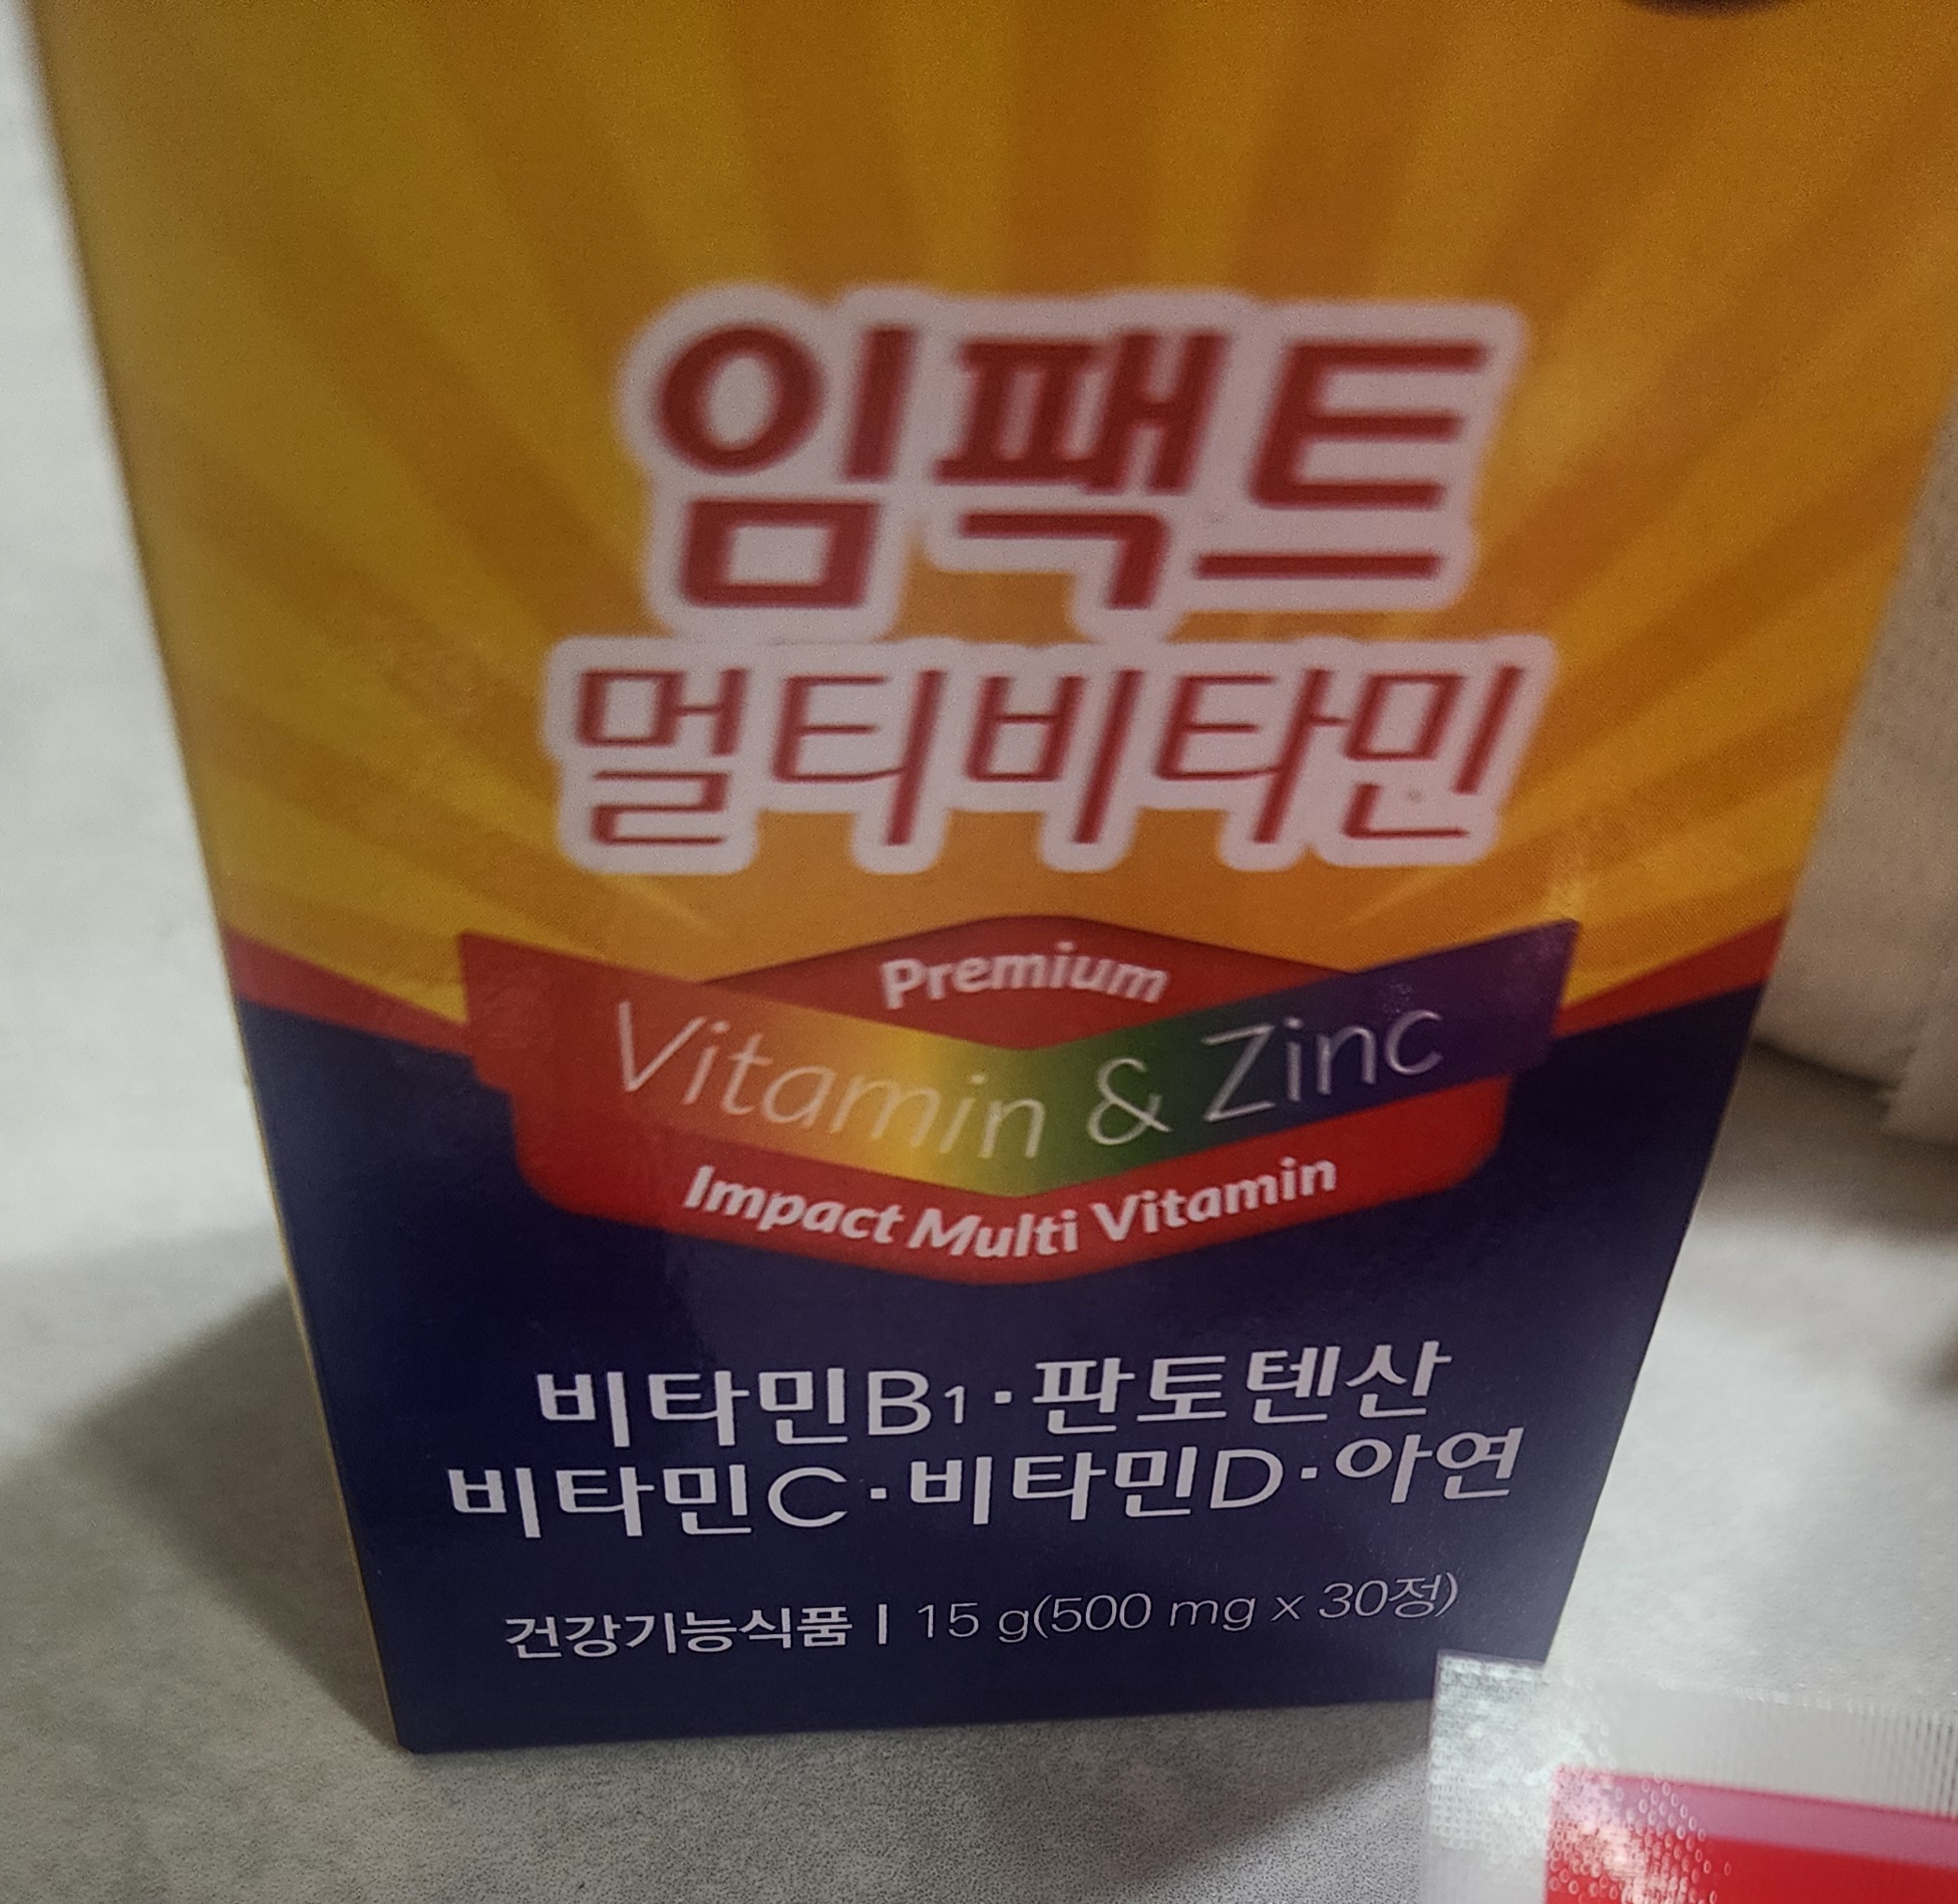 임팩트
멀티비타민
Premium
Vitamin & Zinc
Impact Multi Vitamin
비타민B1·판토텐산
비타민C·비타민D·아연
건강기능식품 | 15 g(500 mg x 30정)